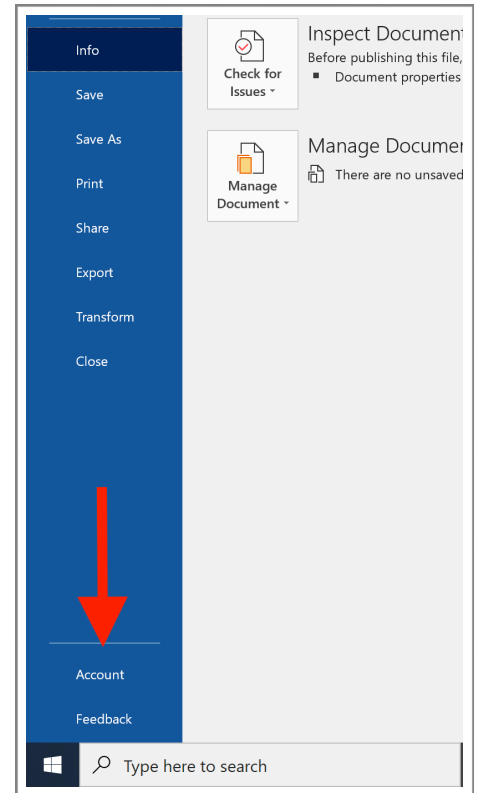 Info
Save
Save As
Print
Share
Export
Transform
Close
Account
Feedback
Check for
Issues
Inspect Document
Before publishing this file,
Document properties
Manage
Document
Manage Documen
There are no unsaved
Type here to search